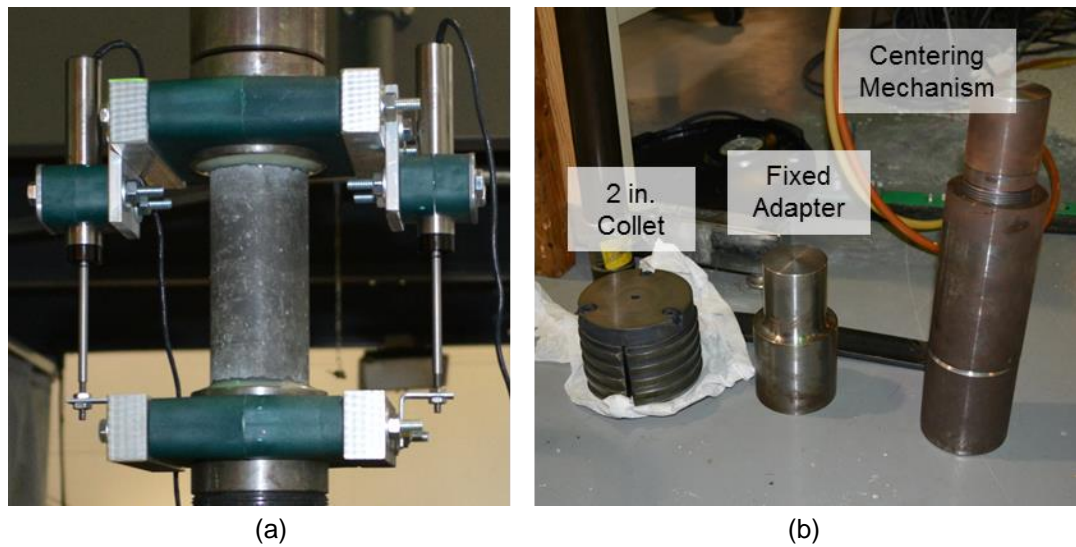 Centering
Mechanism
Fixed
Adapter
2 in.
Collet
(a)
(b)